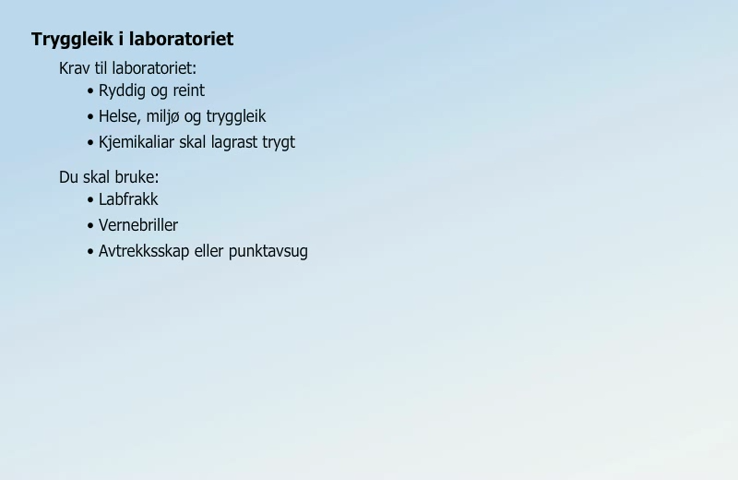 Tryggleik i laboratoriet
Krav til laboratoriet:
• Ryddig og reint
• Helse, miljø og tryggleik
• Kjemikaliar skal lagrast trygt
Du skal bruke:
• Labfrakk
• Vernebriller
• Avtrekksskap eller punktavsug